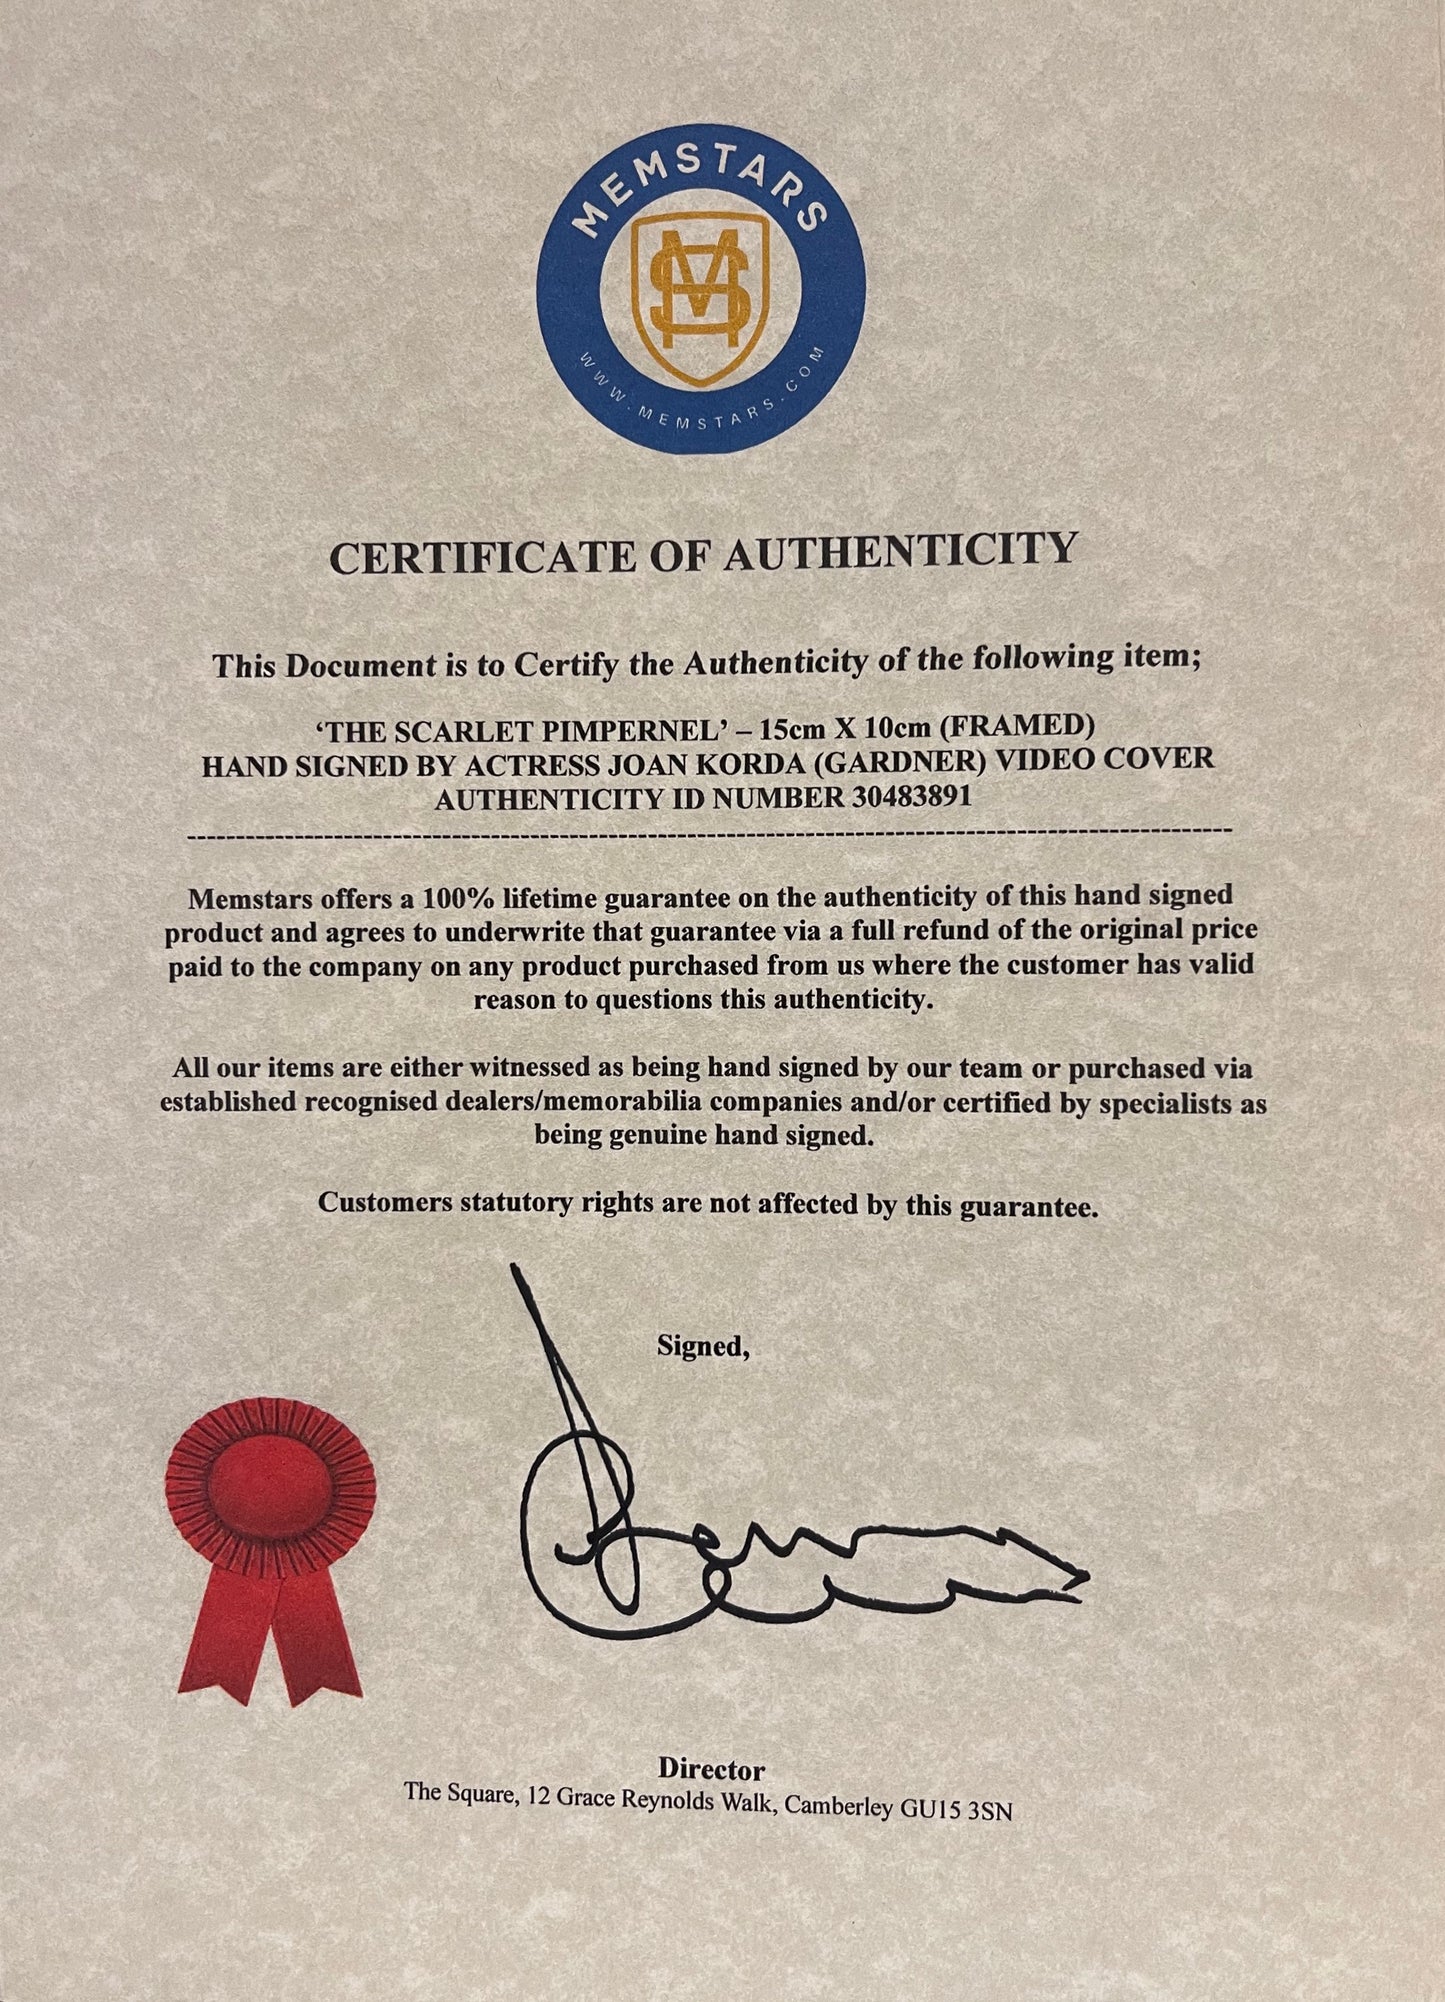 MEMSTARS
WWW.MEMSTARS.COM
CERTIFICATE OF AUTHENTICITY
This Document is to Certify the Authenticity of the following item;
‘THE SCARLET PIMPERNEL’ – 15cm X 10cm (FRAMED)
HAND SIGNED BY ACTRESS JOAN KORDA (GARDNER) VIDEO COVER
AUTHENTICITY ID NUMBER 30483891
Memstars offers a 100% lifetime guarantee on the authenticity of this hand signed
product and agrees to underwrite that guarantee via a full refund of the original price
paid to the company on any product purchased from us where the customer has valid
reason to questions this authenticity.
All our items are either witnessed as being hand signed by our team or purchased via
established recognised dealers/memorabilia companies and/or certified by specialists as
being genuine hand signed.
Customers statutory rights are not affected by this guarantee.
Signed,
Director
The Square, 12 Grace Reynolds Walk, Camberley GU15 3SN